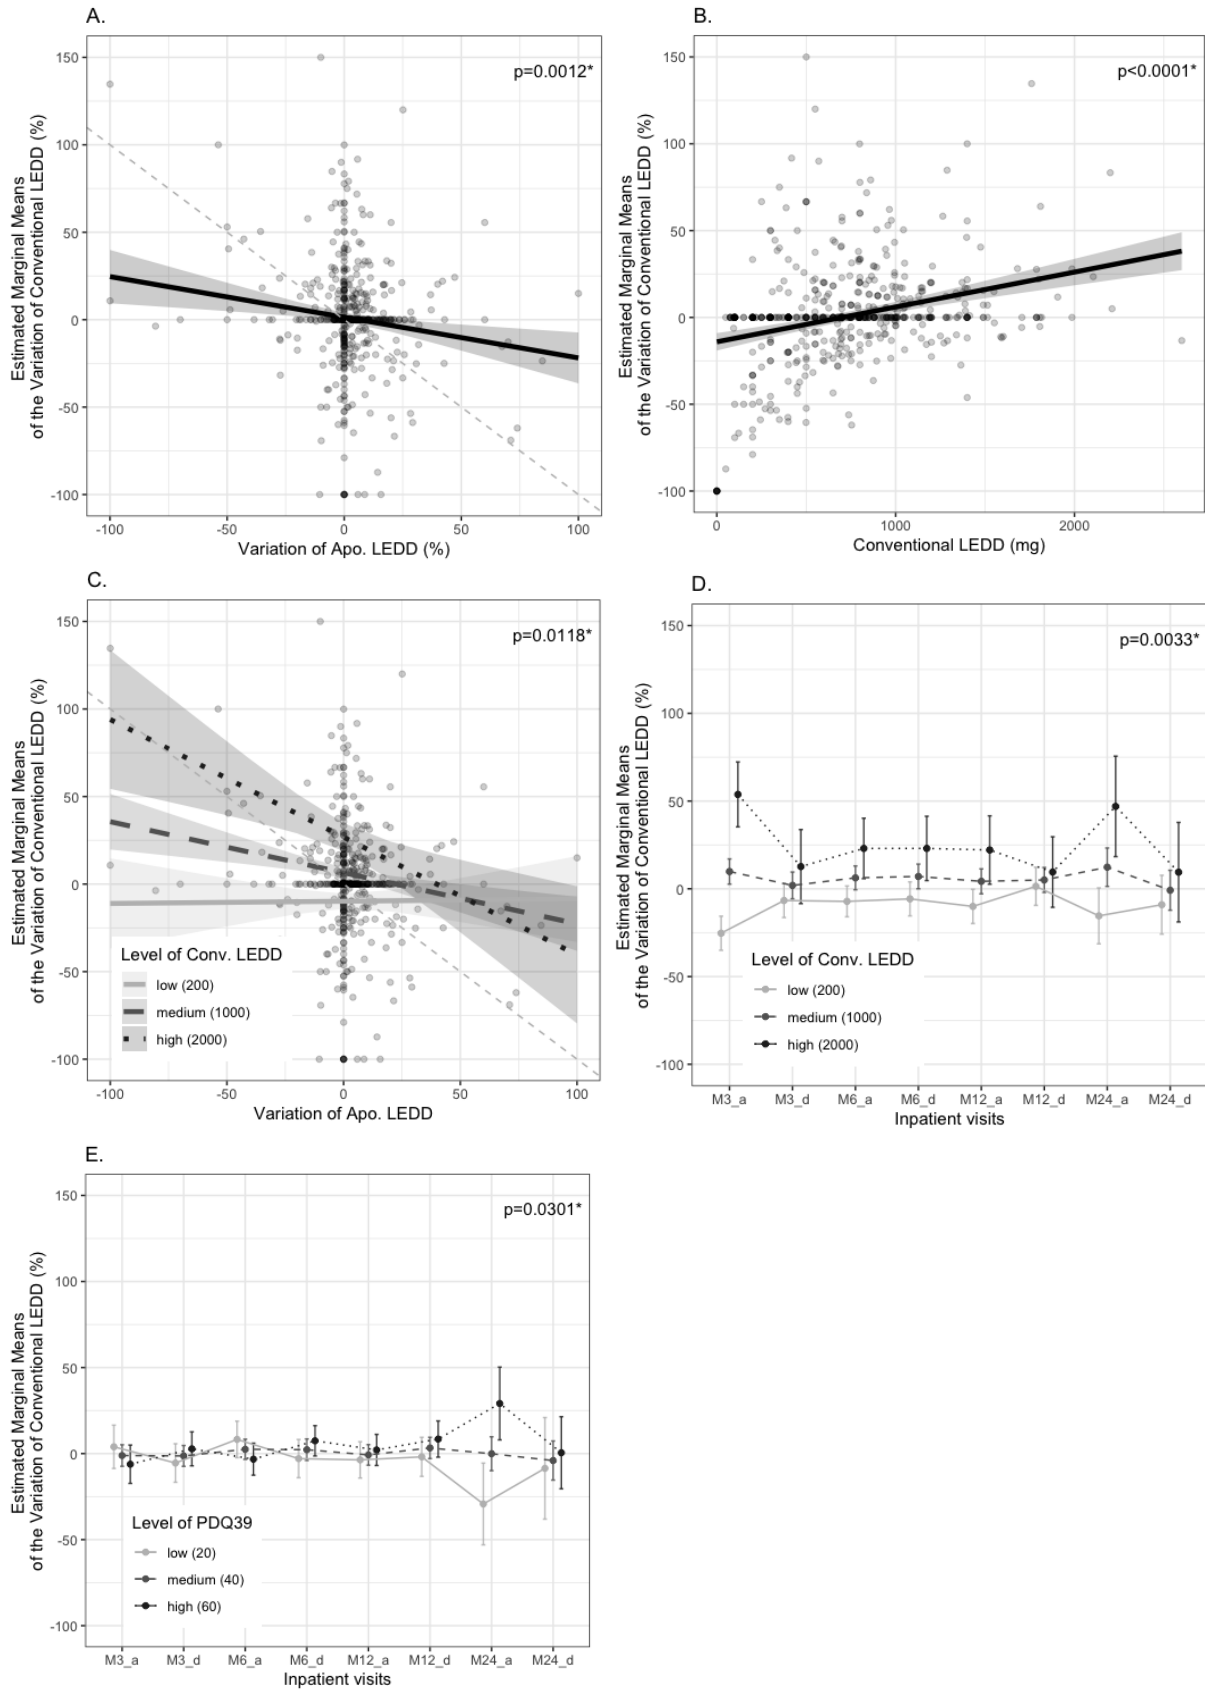 A.
p=0.0012*
150
100
50
0
-50
-100
Estimated Marginal Means
of the Variation of Conventional LEDD (%)
-100
-50
0
50
100
Variation of Apo. LEDD (%)
B.
p<0.0001*
150
100
50
0
-50
-100
Estimated Marginal Means
of the Variation of Conventional LEDD (%)
0
1000
2000
Conventional LEDD (mg)
C.
p=0.0118*
150
100
50
0
-50
-100
Estimated Marginal Means
of the Variation of Conventional LEDD (%)
Level of Conv. LEDD
low (200)
medium (1000)
high (2000)
-100
-50
0
50
100
Variation of Apo. LEDD
D.
p=0.0033*
150
100
50
0
-50
-100
Estimated Marginal Means
of the Variation of Conventional LEDD (%)
Level of Conv. LEDD
low (200)
medium (1000)
high (2000)
M3_a
M3_d
M6_a
M6_d
M12_a
M12_d
M24_a
M24_d
Inpatient visits
E.
p=0.0301*
150
100
50
0
-50
-100
Estimated Marginal Means
of the Variation of Conventional LEDD (%)
Level of PDQ39
low (20)
medium (40)
high (60)
M3_a
M3_d
M6_a
M6_d
M12_a
M12_d
M24_a
M24_d
Inpatient visits